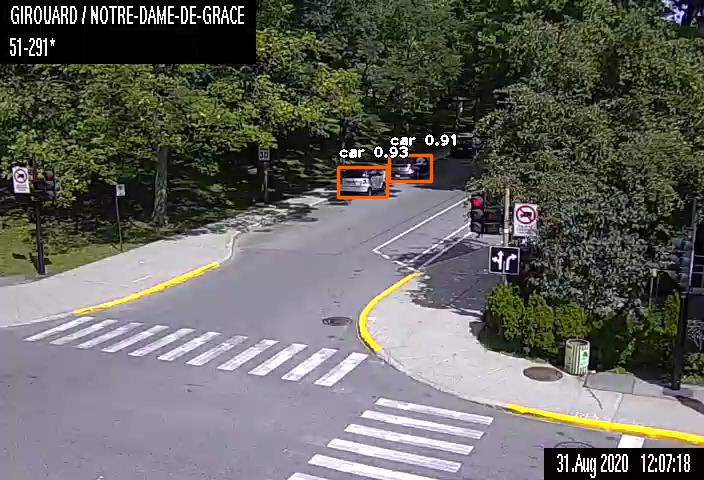 GIROUARD / NOTRE-DAME-DE-GRACE
51-291*
car 0.91
car 0.93
31.Aug 2020 12:07:18